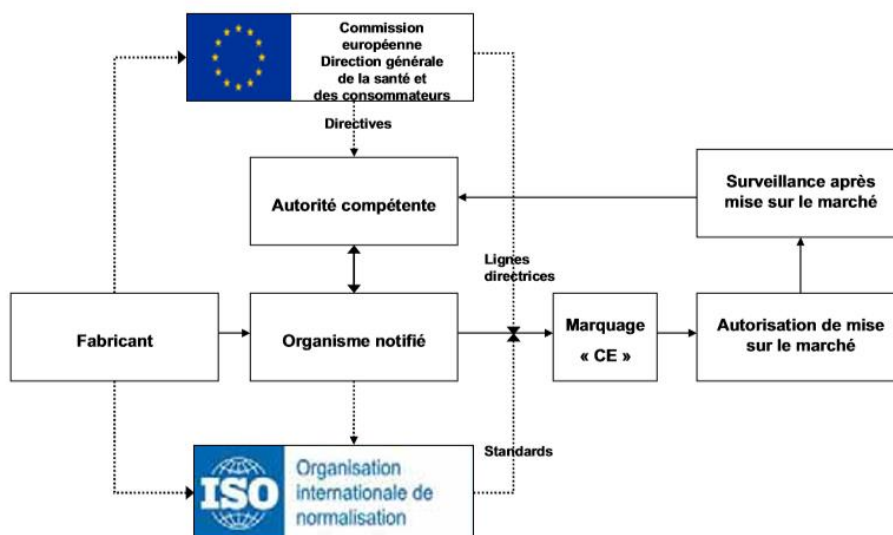 Commission
européenne
Direction générale
de la santé et
des consommateurs
Directives
Autorité compétente
Surveillance après
mise sur le marché
Lignes
directrices
Fabricant
Organisme notifié
Marquage
« CE »
Autorisation de mise
sur le marché
Standards
ISO
Organisation
internationale de
normalisation